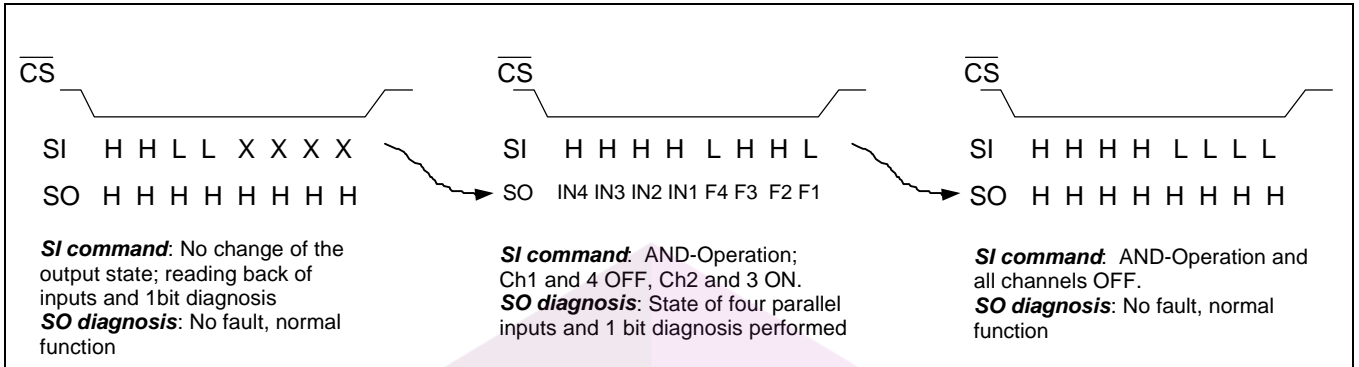 CS
SI H H L L X X X X
SO H H H H H H H H
SI command: No change of the
output state; reading back of
inputs and 1bit diagnosis
SO diagnosis: No fault, normal
function
CS
SI H H H H L H H L
SO IN4 IN3 IN2 IN1 F4 F3 F2 F1
SI command: AND-Operation;
Ch1 and 4 OFF, Ch2 and 3 ON.
SO diagnosis: State of four parallel
inputs and 1 bit diagnosis performed
CS
SI H H H H L L L L
SO H H H H H H H H
SI command: AND-Operation and
all channels OFF.
SO diagnosis: No fault, normal
function